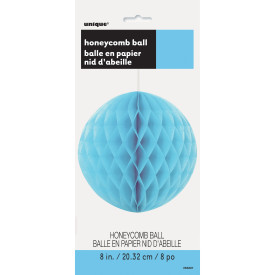 unique®
honeycomb ball
balle en papier
nid d'abeille
HONEYCOMB BALL
BALLE EN PAPIER NID D'ABEILLE
8 in. / 20.32 cm / 8 po